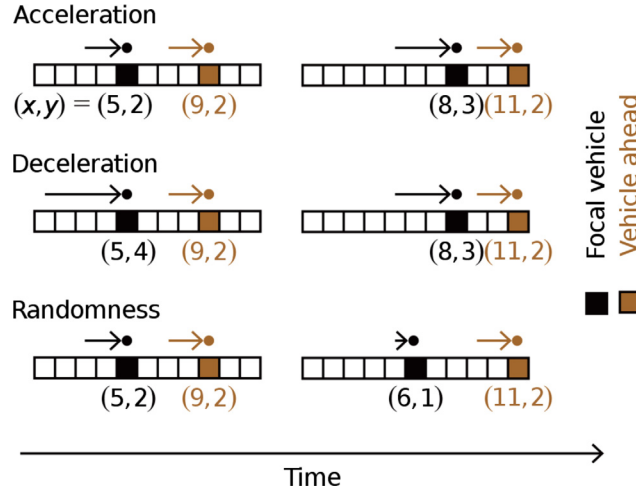 Acceleration
(x,y) = (5,2) (9,2) (8,3) (11,2)
Deceleration
(5,4) (9,2) (8,3) (11,2)
Randomness
(5,2) (9,2) (6,1) (11,2)
Time
Focal vehicle
Vehicle ahead